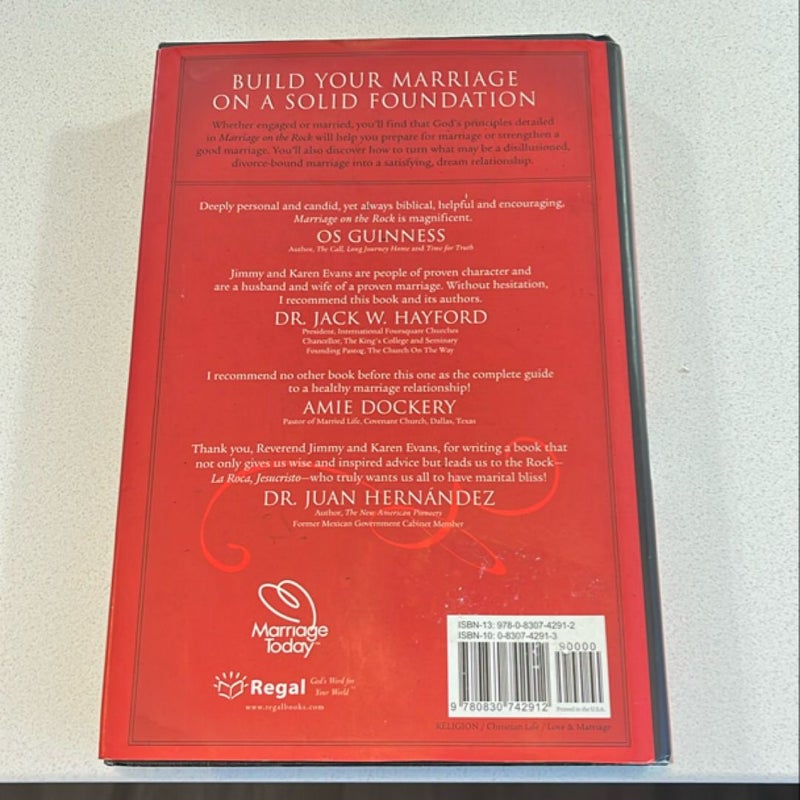 BUILD YOUR MARRIAGE
ON A SOLID FOUNDATION
Whether engaged or married, you'll find that God's principles detailed
in Marriage on the Rock will help you prepare for marriage or strengthen a
good marriage. You'll also discover how to turn what may be a disillusioned,
divorce-bound marriage into a satisfying, dream relationship.
Deeply personal and candid, yet always biblical, helpful and encouraging,
Marriage on the Rock is magnificent.
OS GUINNESS
Author, The Call, Long Journey Home and Time for Truth
Jimmy and Karen Evans are people of proven character and
are a husband and wife of a proven marriage. Without hesitation,
I recommend this book and its authors.
DR. JACK W. HAYFORD
President, International Foursquare Churches
Chancellor, The King's College and Seminary
Founding Pastor, The Church On The Way
I recommend no other book before this one as the complete guide
to a healthy marriage relationship!
AMIE DOCKERY
Pastor of Married Life, Covenant Church, Dallas, Texas
Thank you, Reverend Jimmy and Karen Evans, for writing a book that
not only gives us wise and inspired advice but leads us to the Rock—
La Roca, Jesucristo—who truly wants us all to have marital bliss!
DR. JUAN HERNÁNDEZ
Author, The New American Pioneers
Former Mexican Government Cabinet Member
Marriage
Today™
Regal
God's Word for
Your World™
www.regalbooks.com
ISBN-13: 978-0-8307-4291-2
ISBN-10: 0-8307-4291-3
90000
9 780830 742912
Printed in the U.S.A.
RELIGION / Christian Life / Love & Marriage